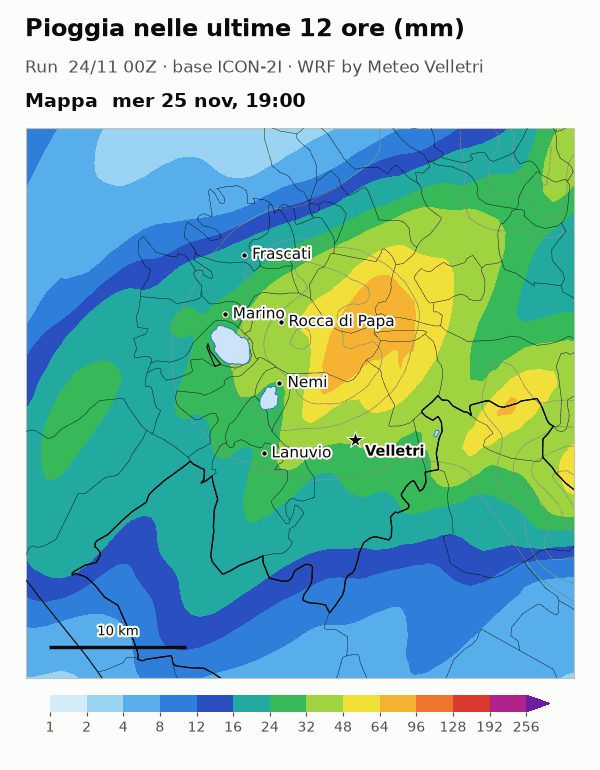 Pioggia nelle ultime 12 ore (mm)
Run  24/11 00Z · base ICON-2I · WRF by Meteo Velletri
Mappa  mer 25 nov, 19:00
Frascati
Marino
Rocca di Papa
Nemi
Velletri
Lanuvio
10 km
1 2 4 8 12 16 24 32 48 64 96 128 192 256